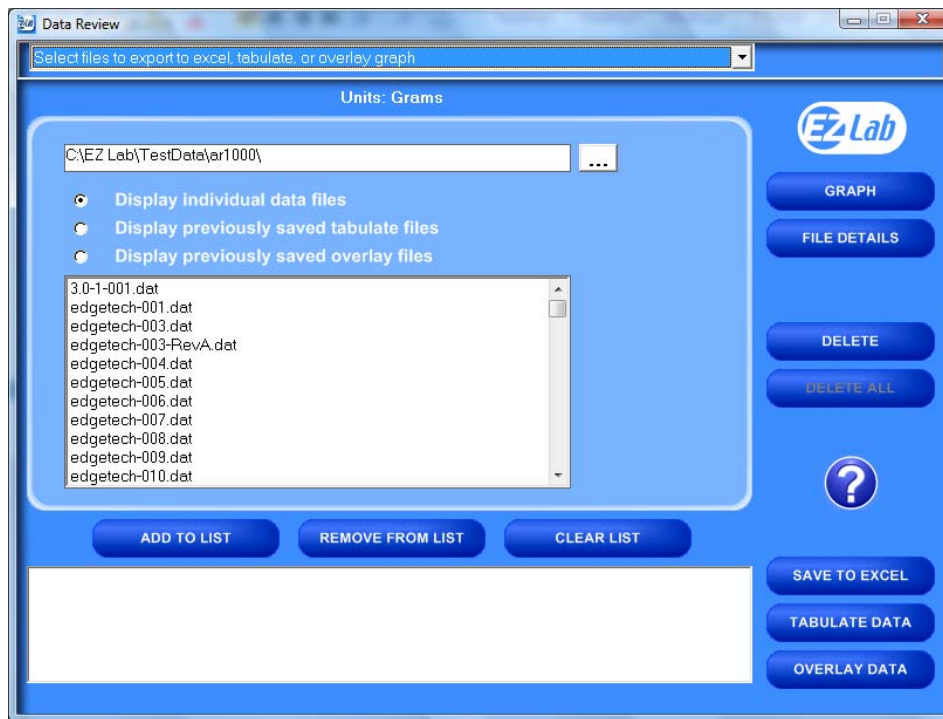 Data Review
Select files to export to excel, tabulate, or overlay graph
Units: Grams
EZ Lab
C:\EZ Lab\TestData\ar1000\
...
Display individual data files
Display previously saved tabulate files
Display previously saved overlay files
3.0-1-001.dat
edgetech-001.dat
edgetech-003.dat
edgetech-003-RevA.dat
edgetech-004.dat
edgetech-005.dat
edgetech-006.dat
edgetech-007.dat
edgetech-008.dat
edgetech-009.dat
edgetech-010.dat
GRAPH
FILE DETAILS
DELETE
DELETE ALL
?
ADD TO LIST
REMOVE FROM LIST
CLEAR LIST
SAVE TO EXCEL
TABULATE DATA
OVERLAY DATA